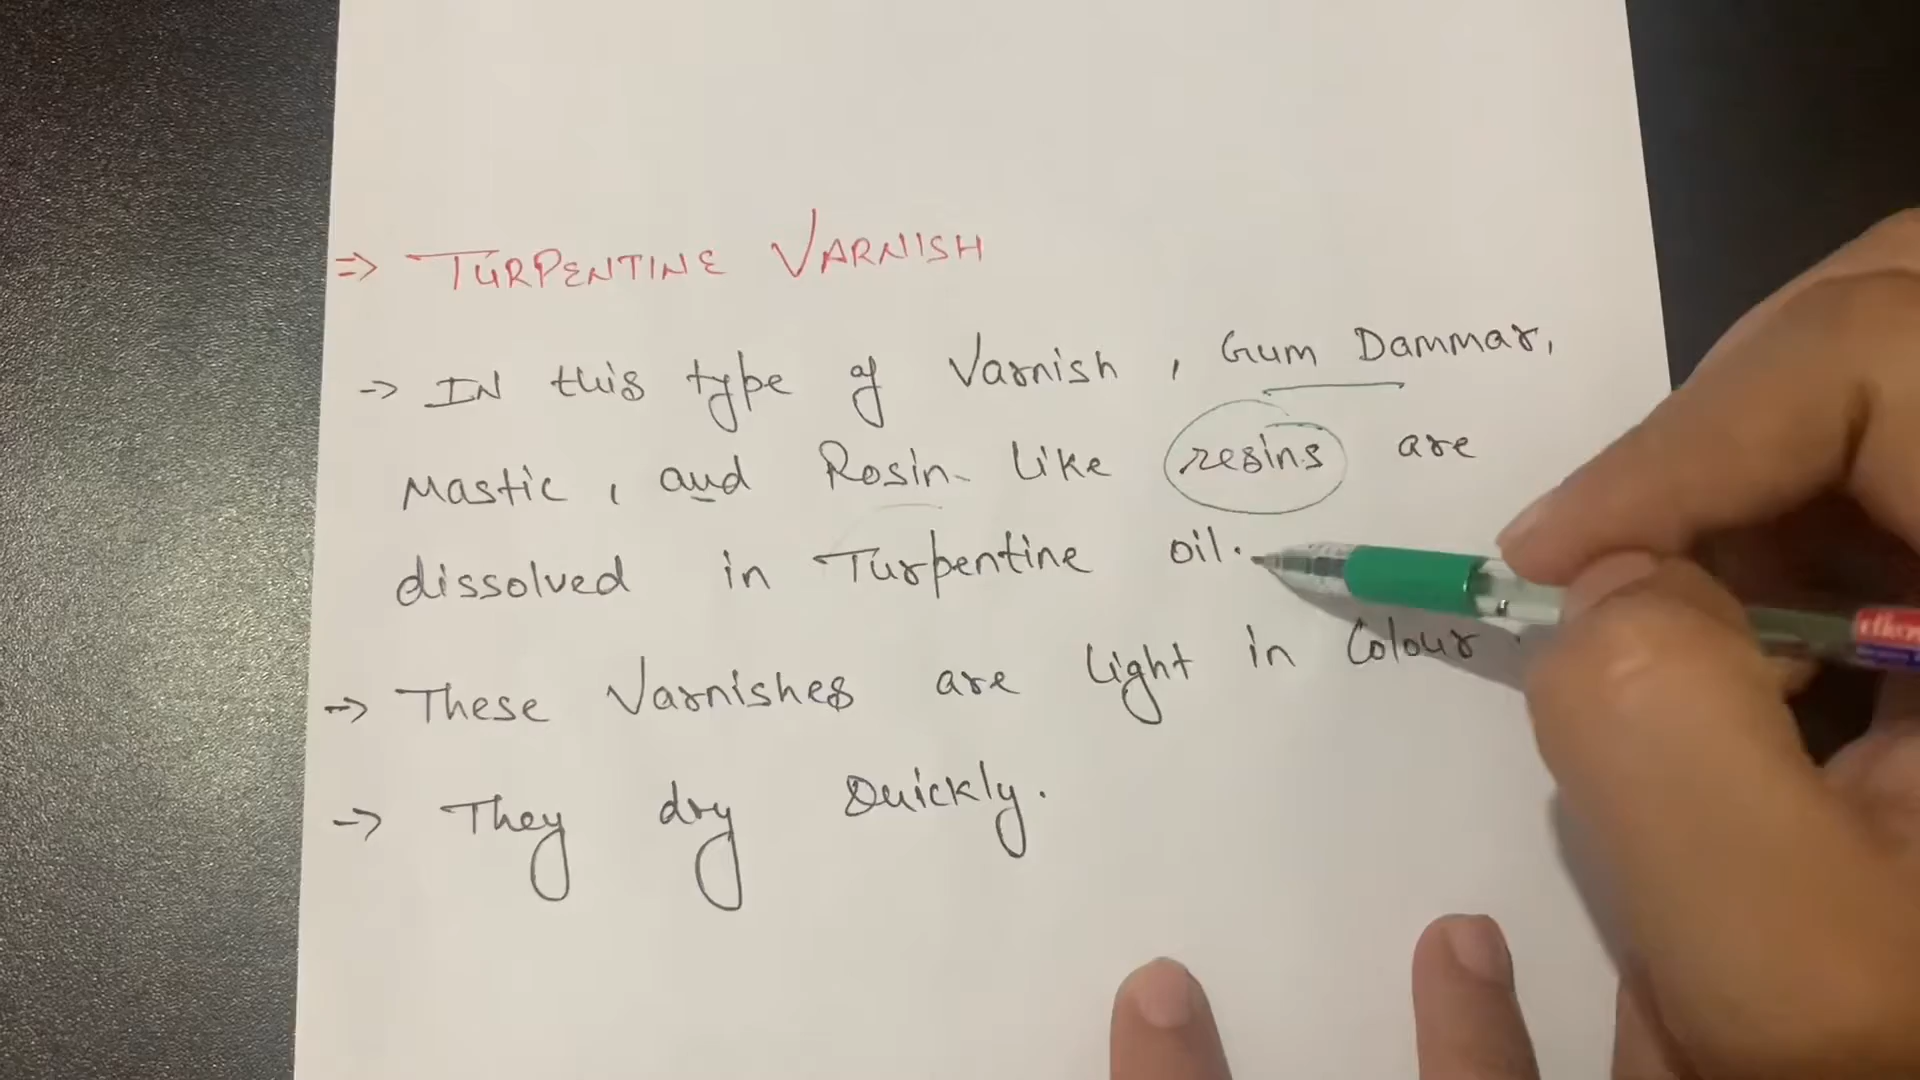 ⇒ TURPENTINE VARNISH
→ IN this type of Varnish , Gum Dammar,
Mastic , and Rosin like resins are
dissolved in Turpentine oil.
→ These Varnishes are light in Colour .
→ They dry Quickly.